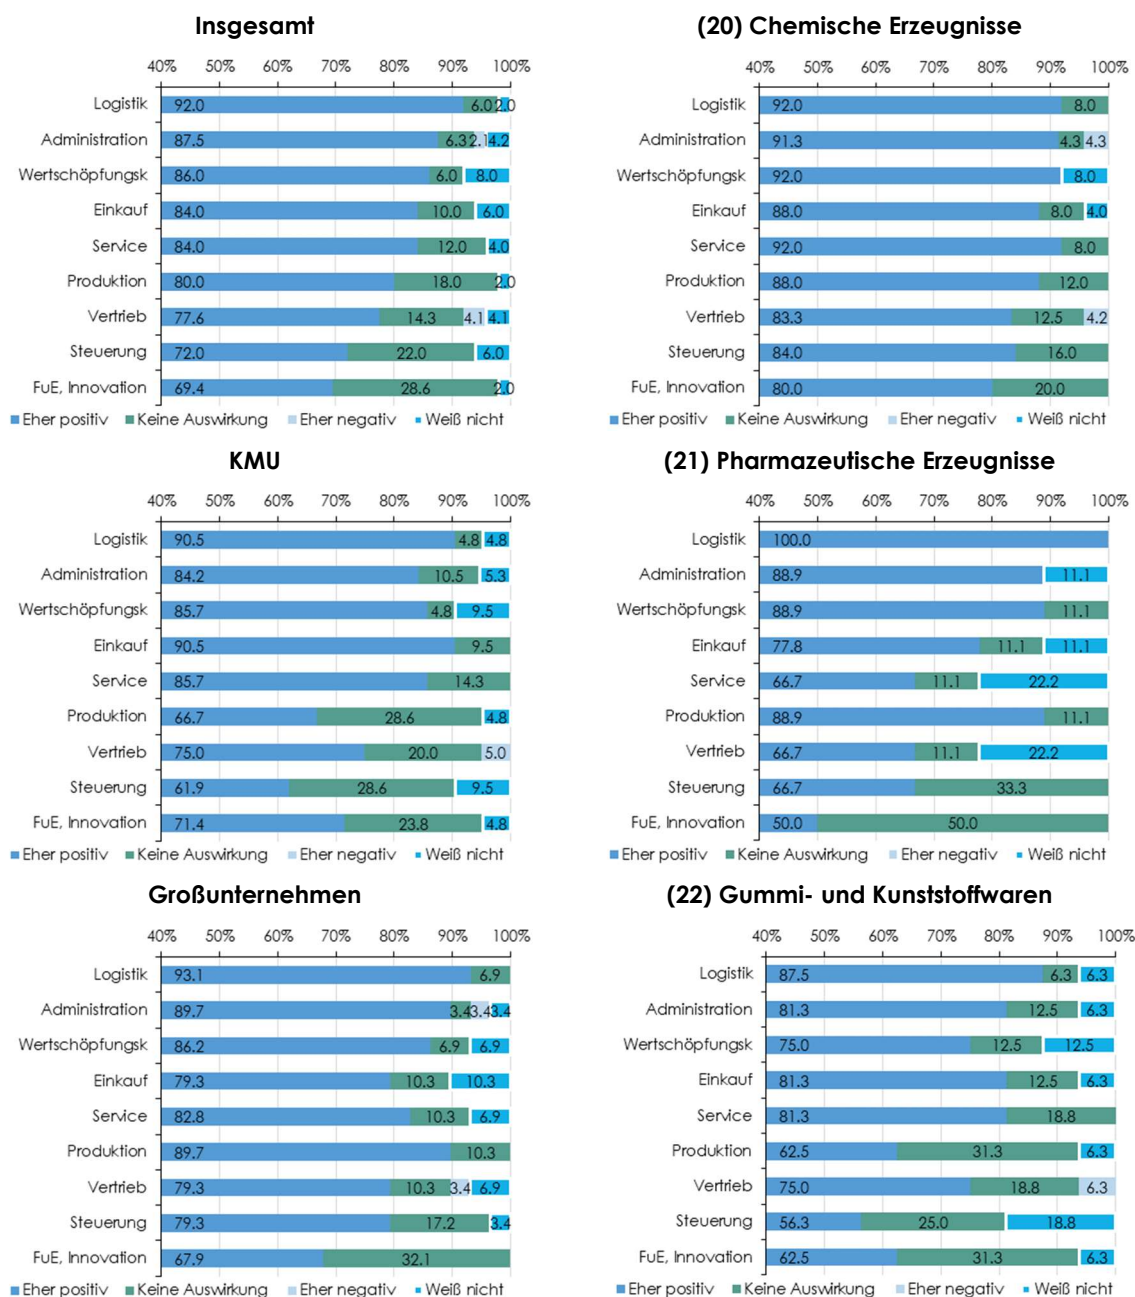 Insgesamt
40% 50% 60% 70% 80% 90% 100%
Logistik 92.0 6.0 2.0
Administration 87.5 6.3 2.1 4.2
Wertschöpfungsk 86.0 6.0 8.0
Einkauf 84.0 10.0 6.0
Service 84.0 12.0 4.0
Produktion 80.0 18.0 2.0
Vertrieb 77.6 14.3 4.1 4.1
Steuerung 72.0 22.0 6.0
FuE, Innovation 69.4 28.6 2.0
Eher positiv Keine Auswirkung Eher negativ Weiß nicht
(20) Chemische Erzeugnisse
40% 50% 60% 70% 80% 90% 100%
Logistik 92.0 8.0
Administration 91.3 4.3 4.3
Wertschöpfungsk 92.0 8.0
Einkauf 88.0 8.0 4.0
Service 92.0 8.0
Produktion 88.0 12.0
Vertrieb 83.3 12.5 4.2
Steuerung 84.0 16.0
FuE, Innovation 80.0 20.0
Eher positiv Keine Auswirkung Eher negativ Weiß nicht
KMU
40% 50% 60% 70% 80% 90% 100%
Logistik 90.5 4.8 4.8
Administration 84.2 10.5 5.3
Wertschöpfungsk 85.7 4.8 9.5
Einkauf 90.5 9.5
Service 85.7 14.3
Produktion 66.7 28.6 4.8
Vertrieb 75.0 20.0 5.0
Steuerung 61.9 28.6 9.5
FuE, Innovation 71.4 23.8 4.8
Eher positiv Keine Auswirkung Eher negativ Weiß nicht
(21) Pharmazeutische Erzeugnisse
40% 50% 60% 70% 80% 90% 100%
Logistik 100.0
Administration 88.9 11.1
Wertschöpfungsk 88.9 11.1
Einkauf 77.8 11.1 11.1
Service 66.7 11.1 22.2
Produktion 88.9 11.1
Vertrieb 66.7 11.1 22.2
Steuerung 66.7 33.3
FuE, Innovation 50.0 50.0
Eher positiv Keine Auswirkung Eher negativ Weiß nicht
Großunternehmen
40% 50% 60% 70% 80% 90% 100%
Logistik 93.1 6.9
Administration 89.7 3.4 3.4 3.4
Wertschöpfungsk 86.2 6.9 6.9
Einkauf 79.3 10.3 10.3
Service 82.8 10.3 6.9
Produktion 89.7 10.3
Vertrieb 79.3 10.3 3.4 6.9
Steuerung 79.3 17.2 3.4
FuE, Innovation 67.9 32.1
Eher positiv Keine Auswirkung Eher negativ Weiß nicht
(22) Gummi- und Kunststoffwaren
40% 50% 60% 70% 80% 90% 100%
Logistik 87.5 6.3 6.3
Administration 81.3 12.5 6.3
Wertschöpfungsk 75.0 12.5 12.5
Einkauf 81.3 12.5 6.3
Service 81.3 18.8
Produktion 62.5 31.3 6.3
Vertrieb 75.0 18.8 6.3
Steuerung 56.3 25.0 18.8
FuE, Innovation 62.5 31.3 6.3
Eher positiv Keine Auswirkung Eher negativ Weiß nicht